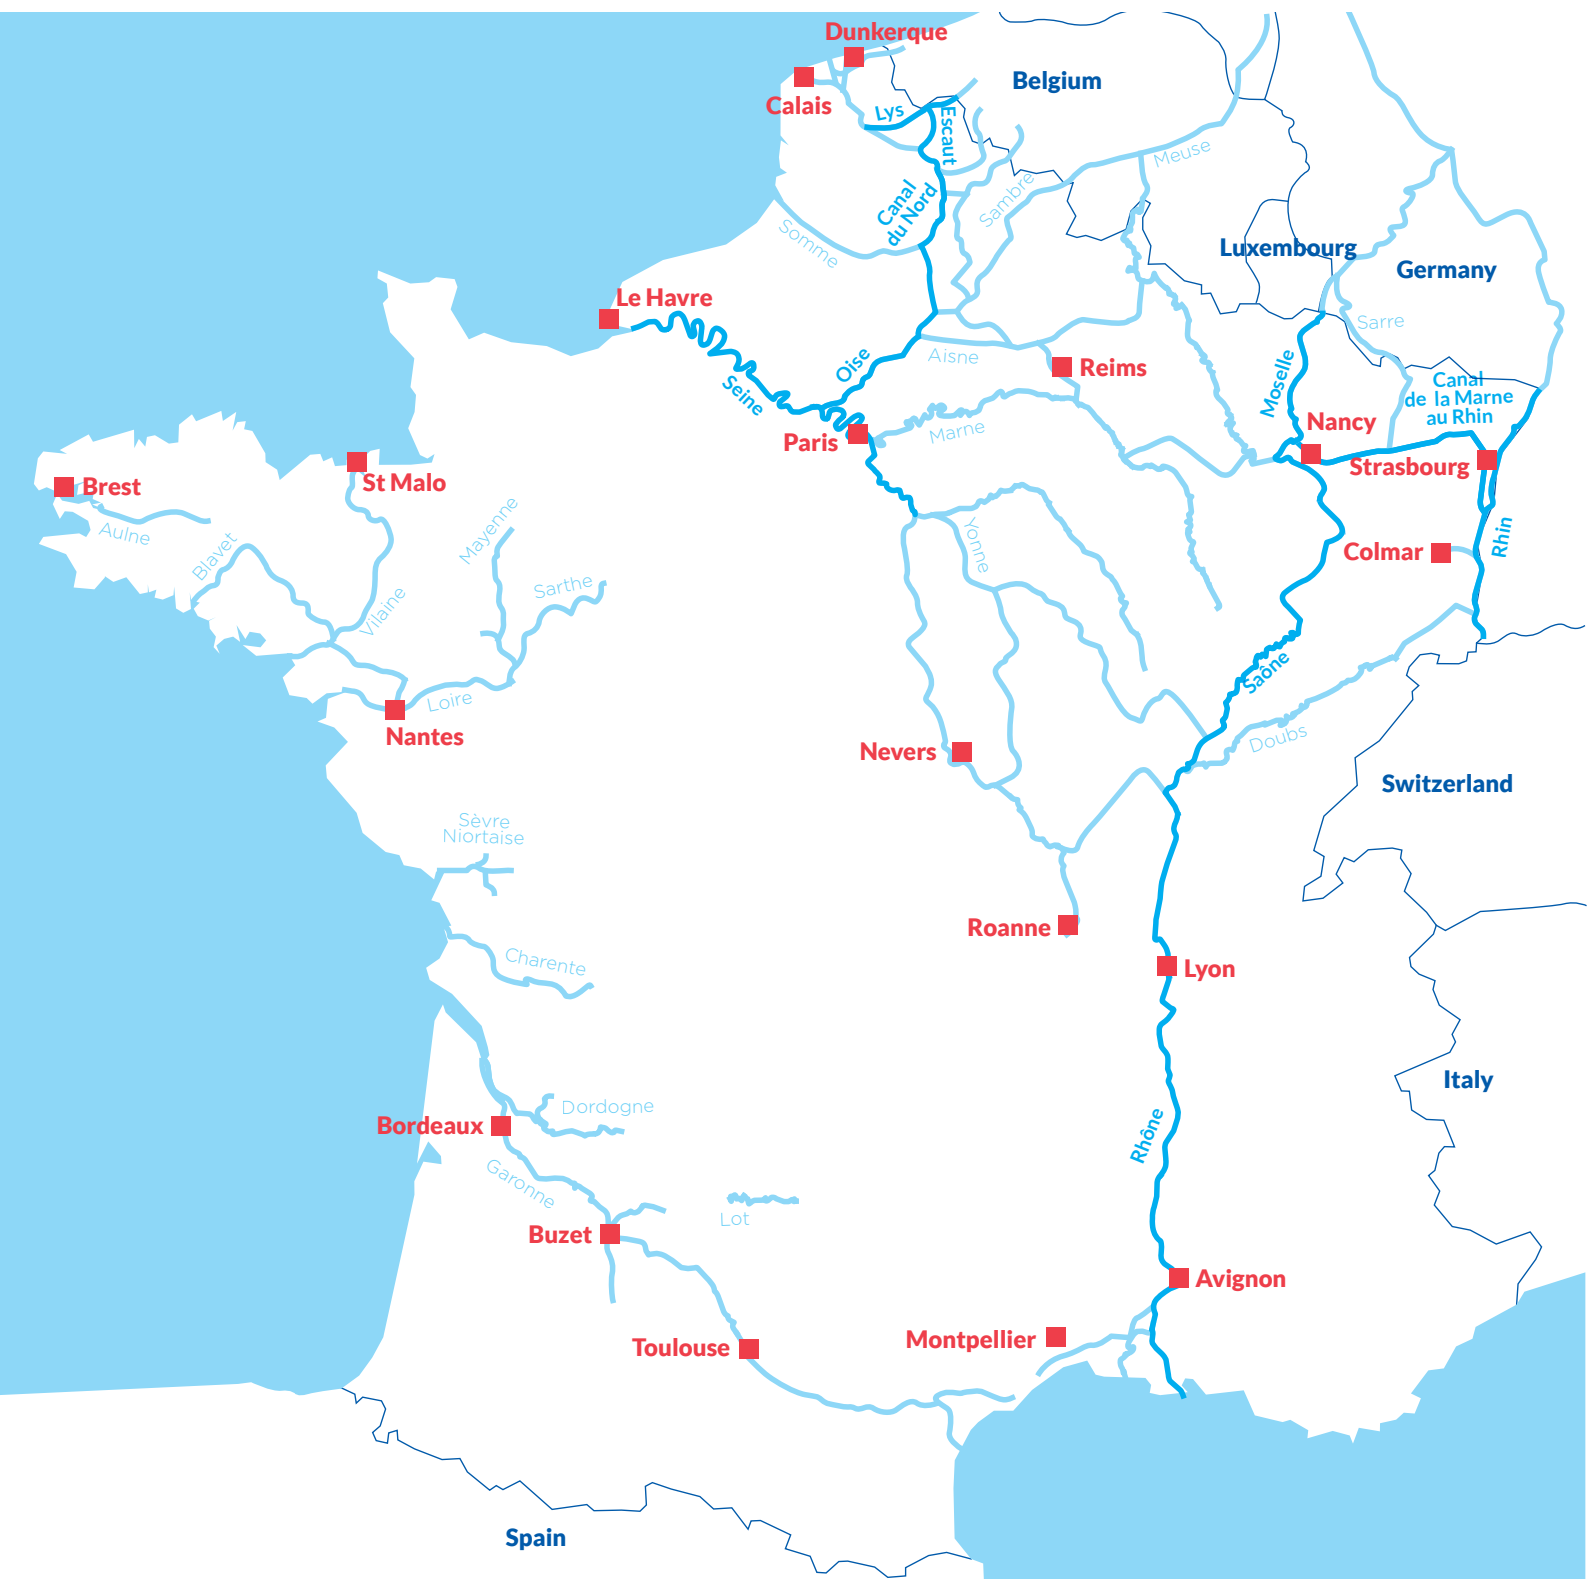 Dunkerque
Belgium
Calais
Lys
Escaut
Meuse
Canal
du Nord
Sambre
Somme
Luxembourg
Germany
Le Havre
Sarre
Oise
Aisne
Reims
Moselle
Seine
Canal
de la Marne
au Rhin
Paris
Marne
Nancy
Strasbourg
Brest
St Malo
Aulne
Blavet
Mayenne
Yonne
Colmar
Rhin
Vilaine
Sarthe
Saône
Loire
Nantes
Nevers
Doubs
Switzerland
Sèvre
Niortaise
Roanne
Charente
Lyon
Italy
Bordeaux
Dordogne
Rhône
Garonne
Lot
Buzet
Avignon
Toulouse
Montpellier
Spain